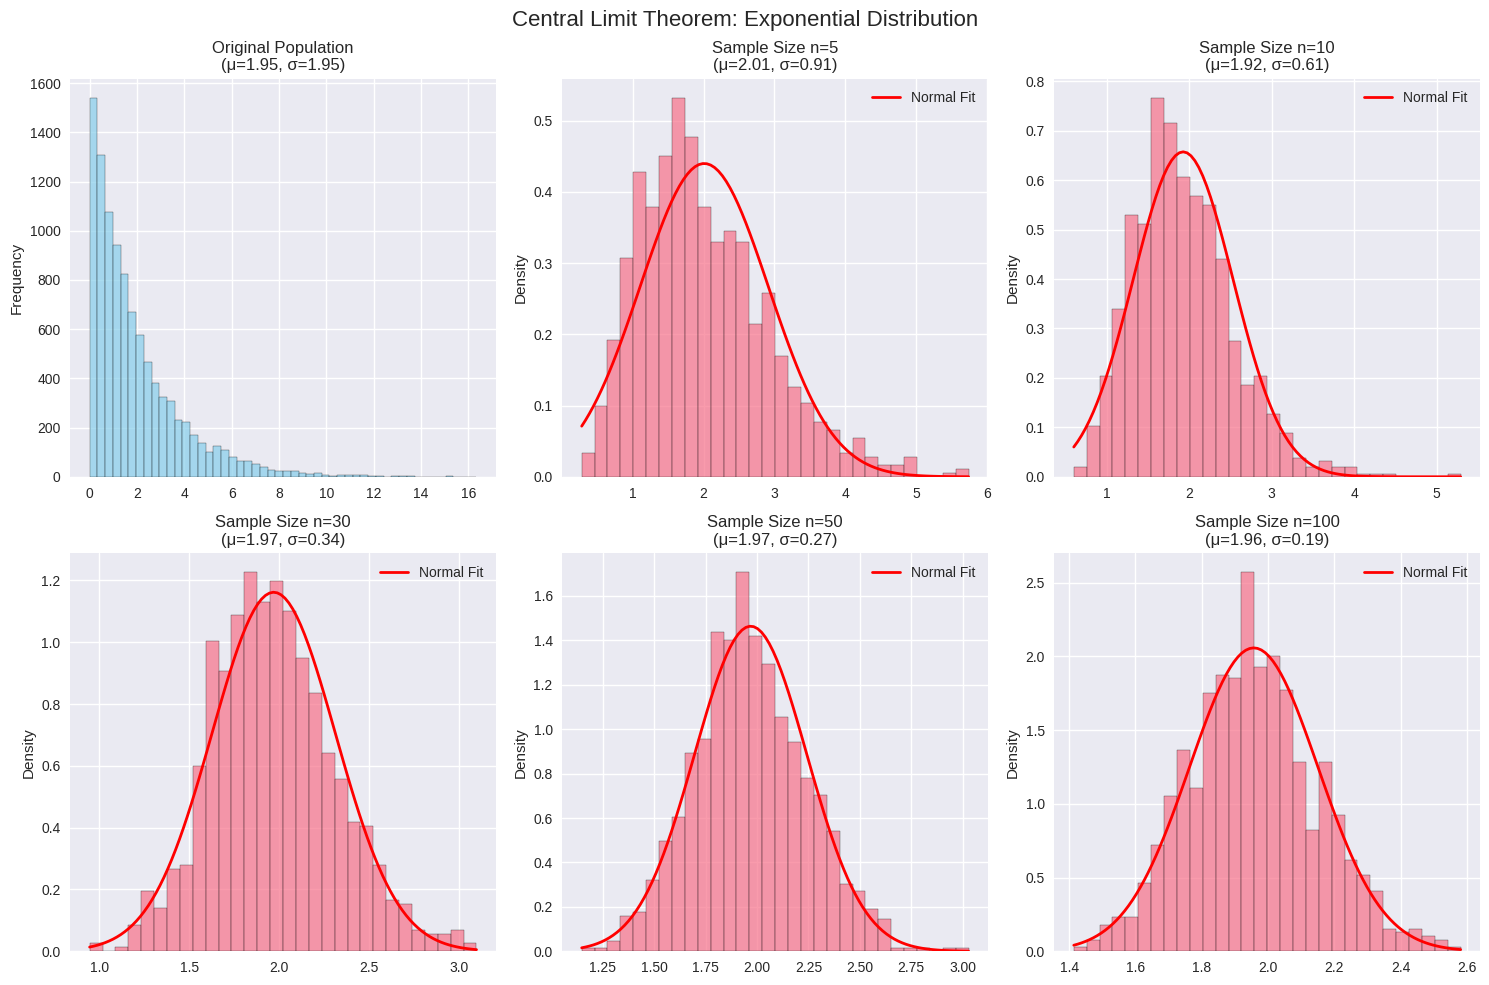 Central Limit Theorem: Exponential Distribution
Original Population
(μ=1.95, σ=1.95)
Frequency
1600
1400
1200
1000
800
600
400
200
0
0 2 4 6 8 10 12 14 16
Sample Size n=5
(μ=2.01, σ=0.91)
Normal Fit
Density
0.5
0.4
0.3
0.2
0.1
0.0
1 2 3 4 5 6
Sample Size n=10
(μ=1.92, σ=0.61)
Normal Fit
Density
0.8
0.7
0.6
0.5
0.4
0.3
0.2
0.1
0.0
1 2 3 4 5
Sample Size n=30
(μ=1.97, σ=0.34)
Normal Fit
Density
1.2
1.0
0.8
0.6
0.4
0.2
0.0
1.0 1.5 2.0 2.5 3.0
Sample Size n=50
(μ=1.97, σ=0.27)
Normal Fit
Density
1.6
1.4
1.2
1.0
0.8
0.6
0.4
0.2
0.0
1.25 1.50 1.75 2.00 2.25 2.50 2.75 3.00
Sample Size n=100
(μ=1.96, σ=0.19)
Normal Fit
Density
2.5
2.0
1.5
1.0
0.5
0.0
1.4 1.6 1.8 2.0 2.2 2.4 2.6